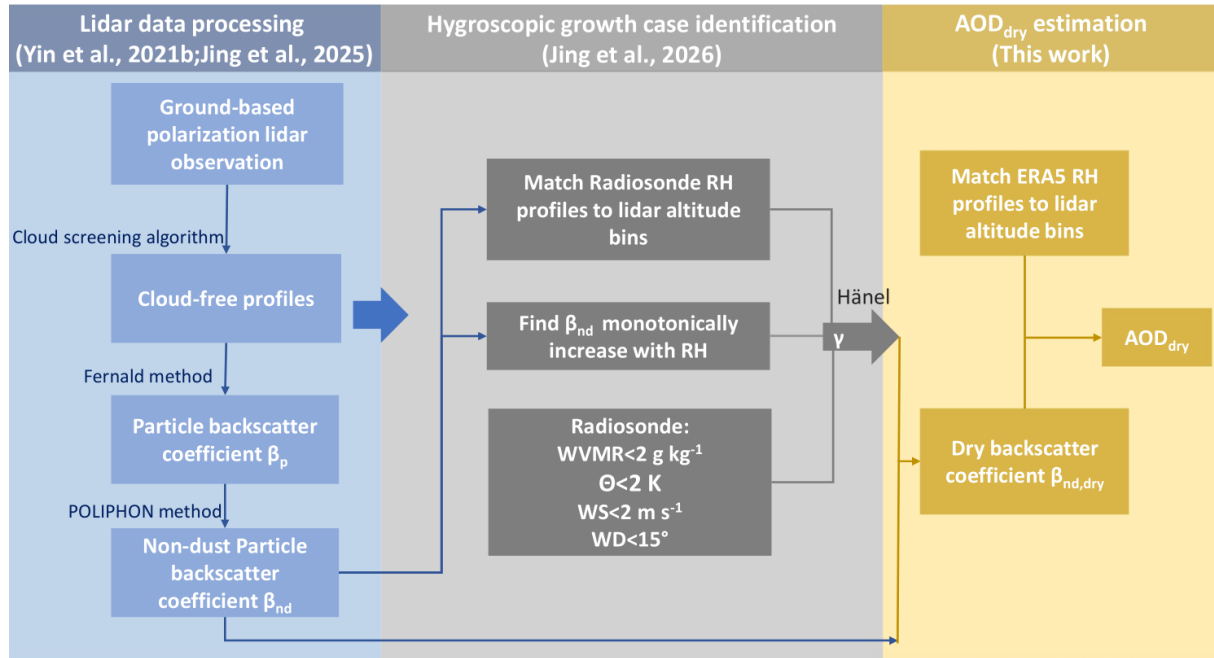 Lidar data processing
(Yin et al., 2021b;Jing et al., 2025)
Ground-based
polarization lidar
observation
Cloud screening algorithm
Cloud-free profiles
Fernald method
Particle backscatter
coefficient βp
POLIPHON method
Non-dust Particle
backscatter
coefficient βnd
Hygroscopic growth case identification
(Jing et al., 2026)
Match Radiosonde RH
profiles to lidar altitude
bins
Find βnd monotonically
increase with RH
Radiosonde:
WVMR<2 g kg-1
Θ<2 K
WS<2 m s-1
WD<15°
Hänel
γ
AODdry estimation
(This work)
Match ERA5 RH
profiles to lidar
altitude bins
AODdry
Dry backscatter
coefficient βnd,dry